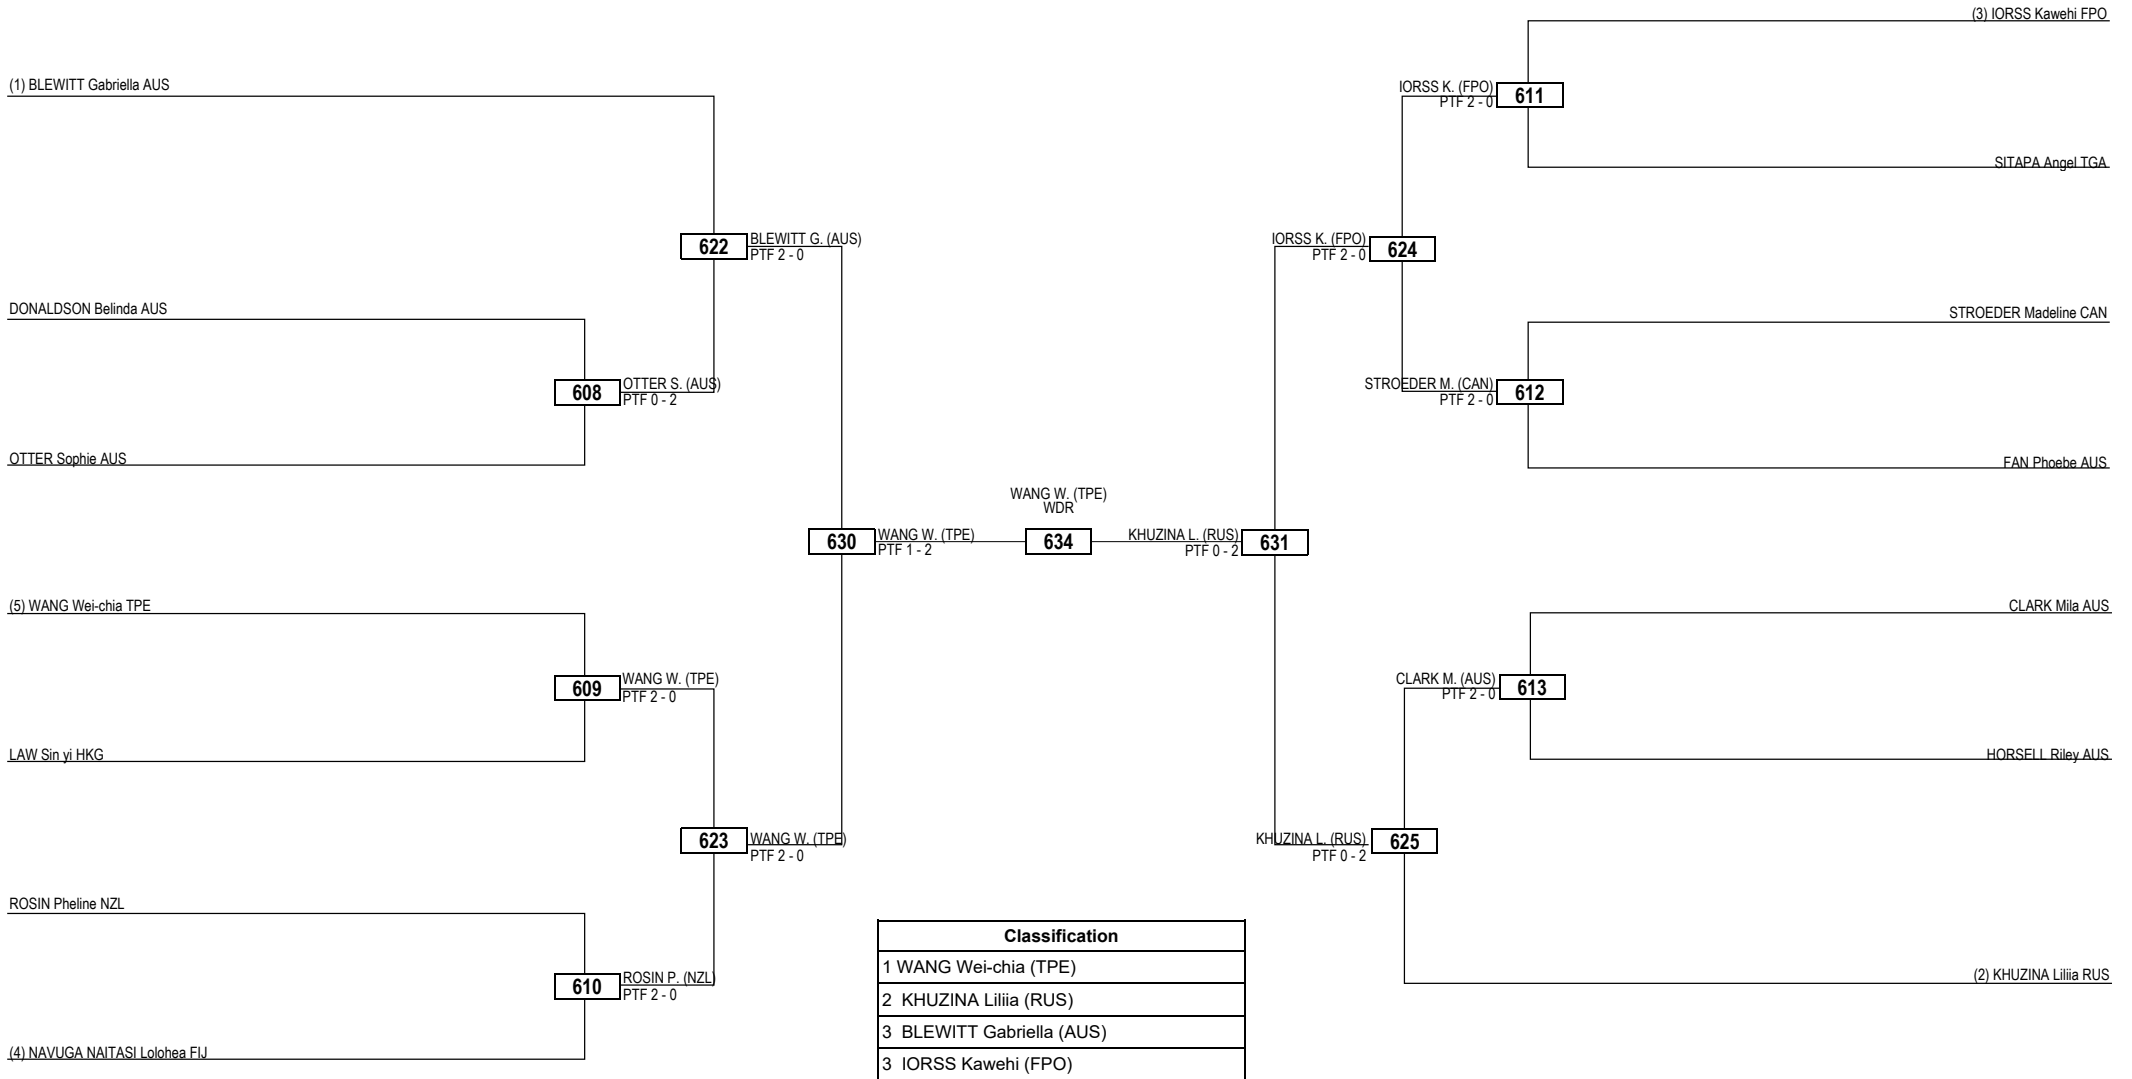 (3) IORSS Kawehi FPO
(1) BLEWITT Gabriella AUS
IORSS K. (FPO)
PTF 2 - 0
611
SITAPA Angel TGA
622
BLEWITT G. (AUS)
PTF 2 - 0
IORSS K. (FPO)
PTF 2 - 0
624
DONALDSON Belinda AUS
STROEDER Madeline CAN
608
OTTER S. (AUS)
PTF 0 - 2
STROEDER M. (CAN)
PTF 2 - 0
612
OTTER Sophie AUS
FAN Phoebe AUS
WANG W. (TPE)
WDR
630
WANG W. (TPE)
PTF 1 - 2
634
KHUZINA L. (RUS)
PTF 0 - 2
631
(5) WANG Wei-chia TPE
CLARK Mila AUS
609
WANG W. (TPE)
PTF 2 - 0
CLARK M. (AUS)
PTF 2 - 0
613
LAW Sin yi HKG
HORSELL Riley AUS
623
WANG W. (TPE)
PTF 2 - 0
KHUZINA L. (RUS)
PTF 0 - 2
625
ROSIN Pheline NZL
610
ROSIN P. (NZL)
PTF 2 - 0
(2) KHUZINA Liliia RUS
(4) NAVUGA NAITASI Lolohea FIJ
Classification
1 WANG Wei-chia (TPE)
2 KHUZINA Liliia (RUS)
3 BLEWITT Gabriella (AUS)
3 IORSS Kawehi (FPO)